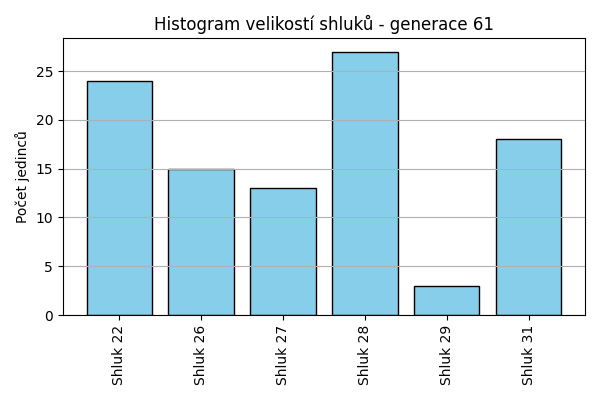 Histogram velikostí shluků - generace 61
Počet jedinců
25
20
15
10
5
0
Shluk 22
Shluk 26
Shluk 27
Shluk 28
Shluk 29
Shluk 31